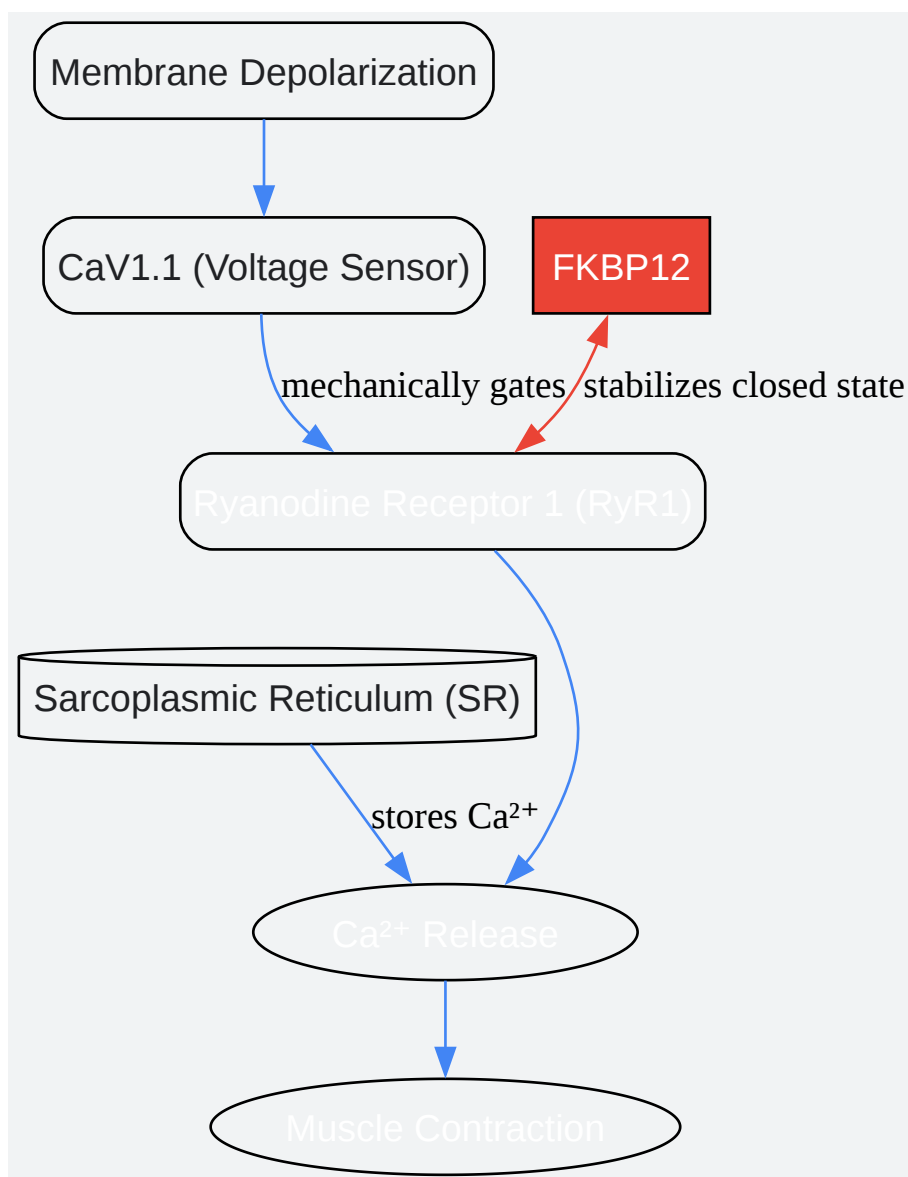 Membrane Depolarization
CaV1.1 (Voltage Sensor)
FKBP12
mechanically gates
stabilizes closed state
Ryanodine Receptor 1 (RyR1)
Sarcoplasmic Reticulum (SR)
stores Ca²⁺
Ca²⁺ Release
Muscle Contraction